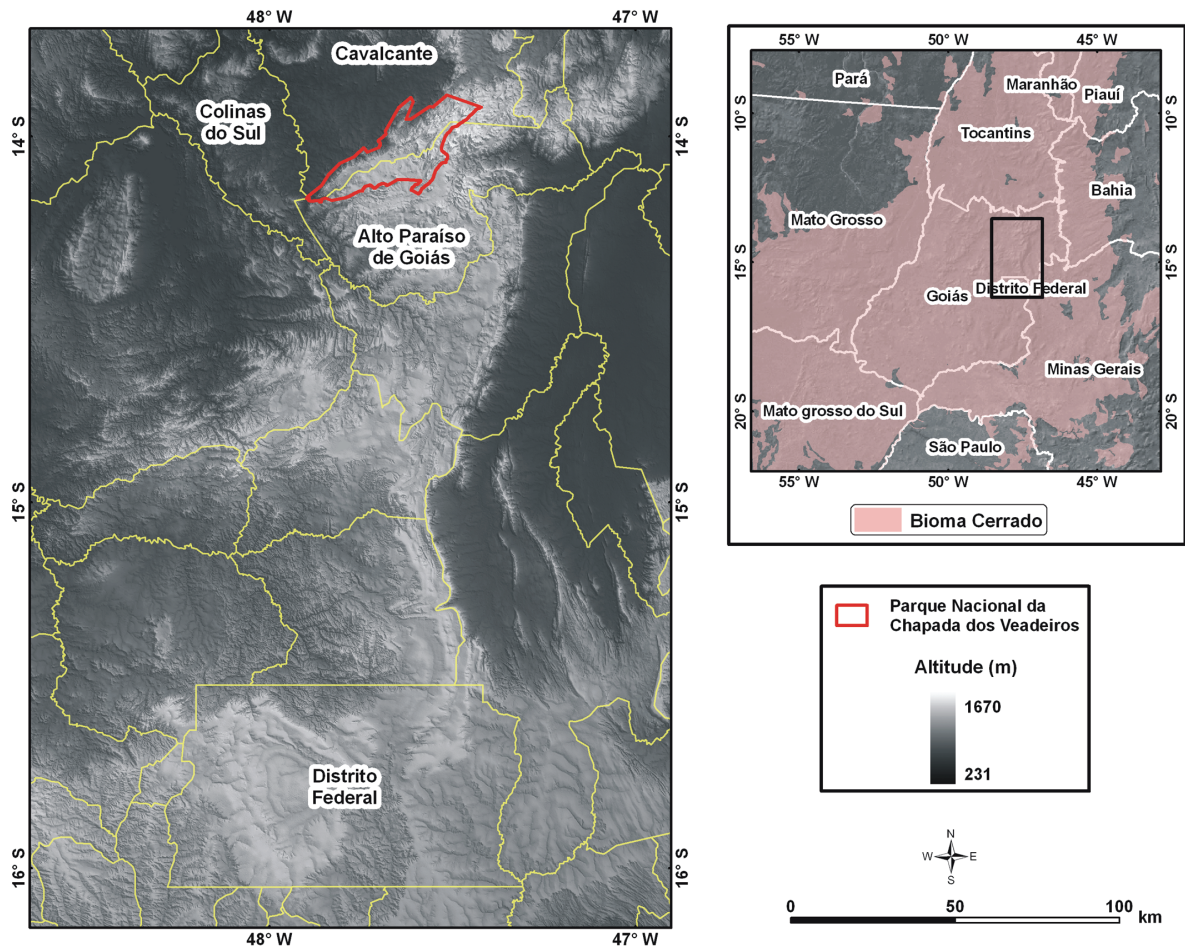 48° W
47° W
Cavalcante
Colinas
do Sul
14° S
14° S
Alto Paraíso
de Goiás
15° S
15° S
Distrito
Federal
16° S
16° S
48° W
47° W
55° W
50° W
45° W
Pará
Maranhão
Piauí
10° S
10° S
Tocantins
Bahia
Mato Grosso
15° S
15° S
Goiás
Distrito Federal
Minas Gerais
20° S
20° S
Mato grosso do Sul
São Paulo
55° W
50° W
45° W
Bioma Cerrado
Parque Nacional da
Chapada dos Veadeiros
Altitude (m)
1670
231
N
W
E
S
0
50
100
km